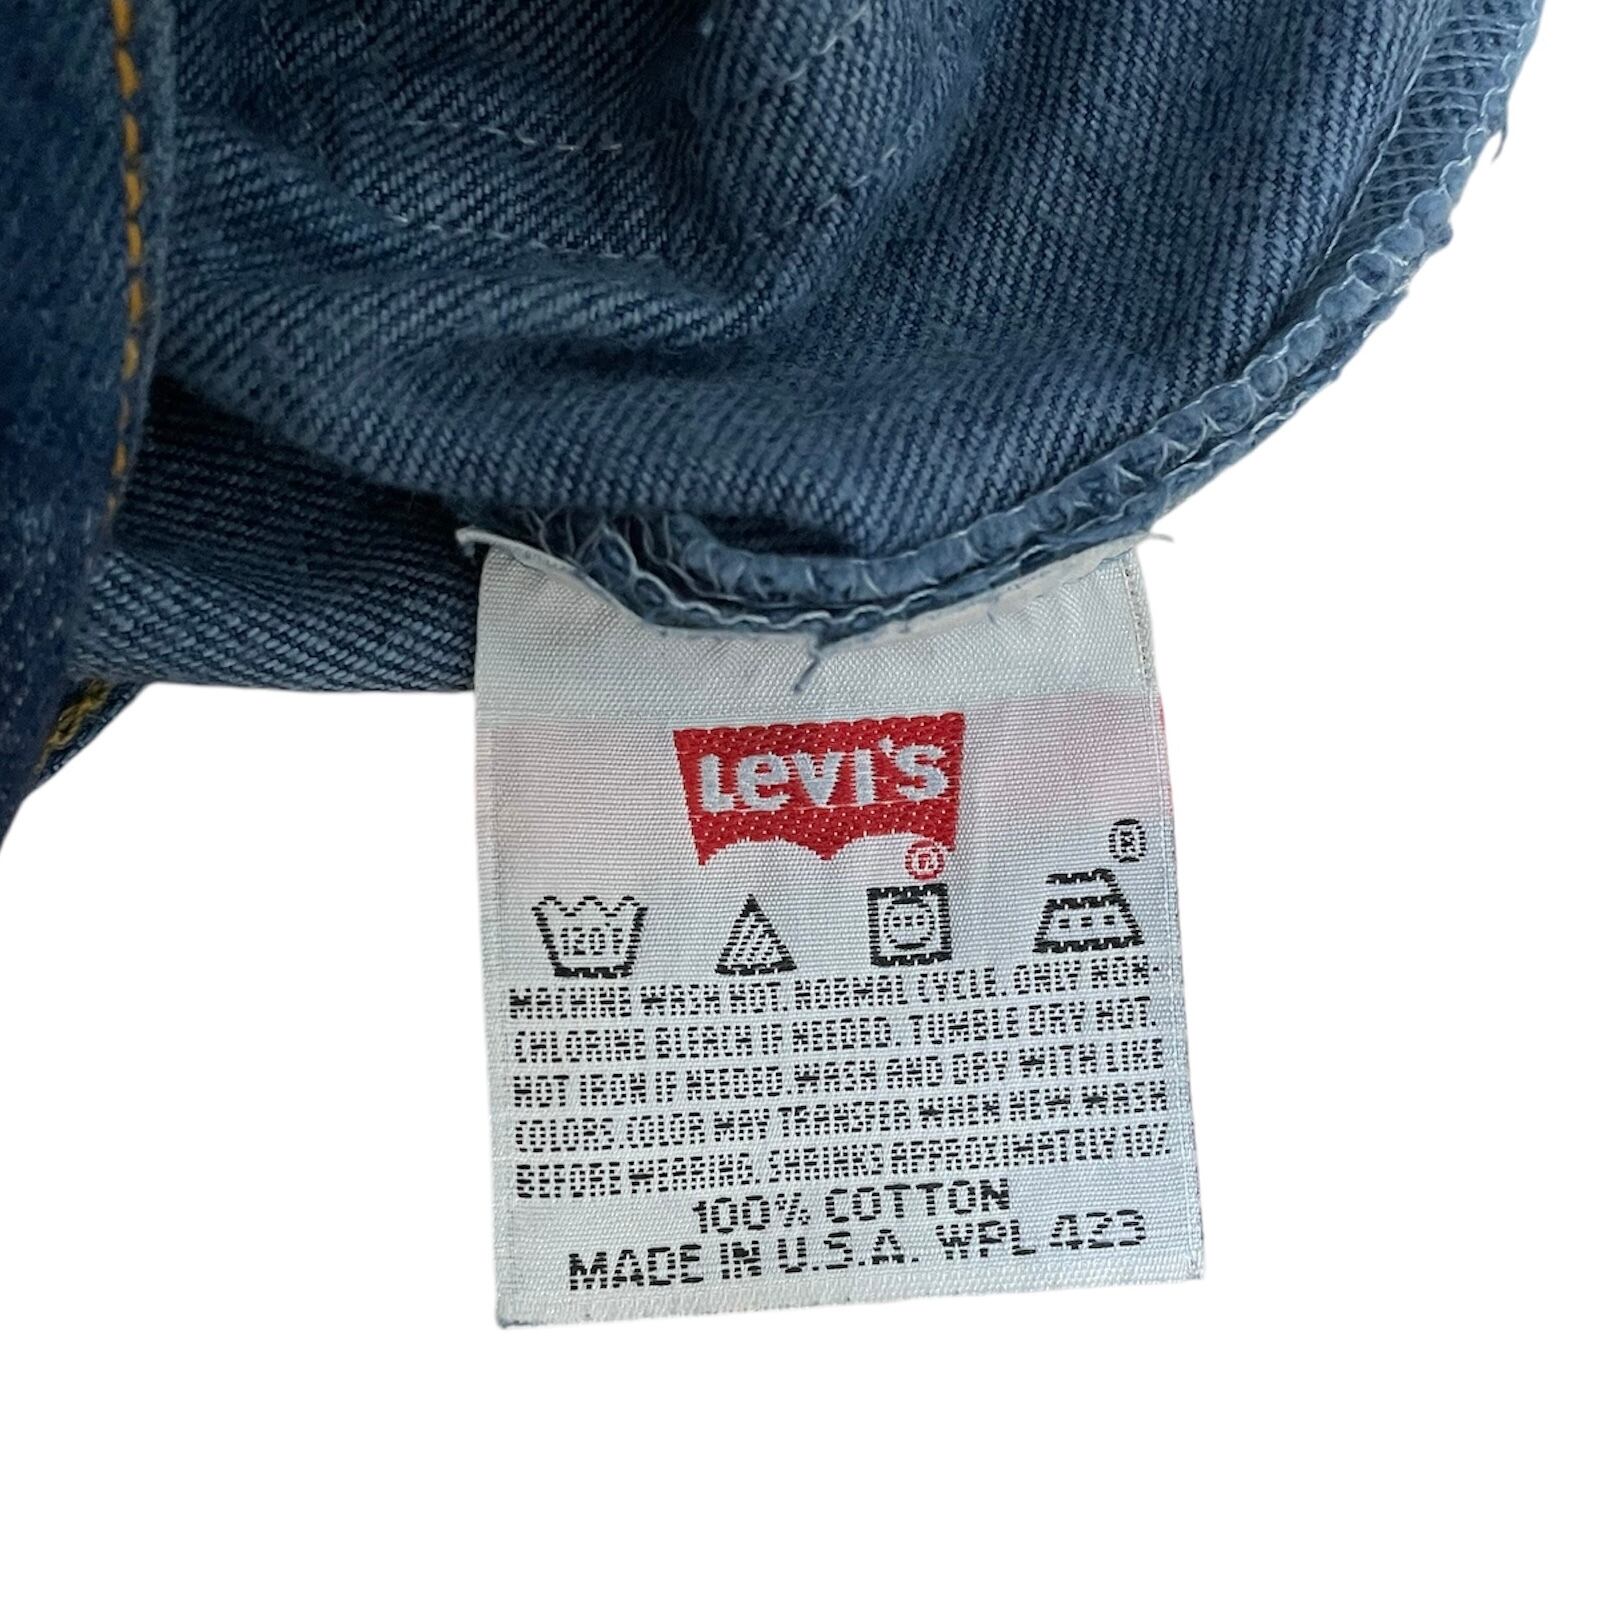 Levi's
®
®
120F
MACHINE WASH HOT. NORMAL CYCLE. ONLY NON-
CHLORINE BLEACH IF NEEDED. TUMBLE DRY HOT.
HOT IRON IF NEEDED. WASH AND DRY WITH LIKE
COLORS. COLOR MAY TRANSFER WHEN NEW. WASH
BEFORE WEARING. SHRINKS APPROXIMATELY 10%
100% COTTON
MADE IN U.S.A. WPL 423